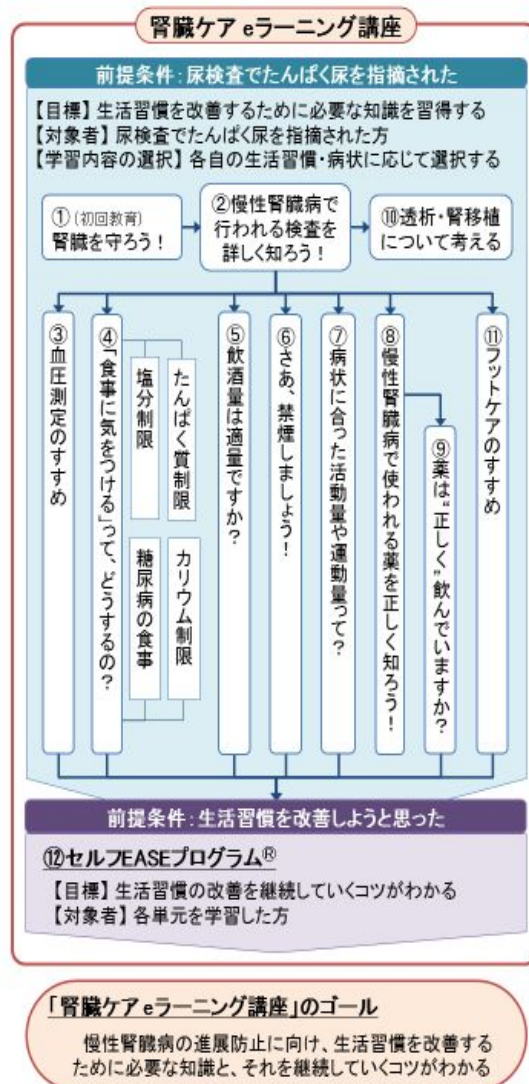 腎臓ケア eラーニング講座
前提条件：尿検査でたんぱく尿を指摘された
【目標】生活習慣を改善するために必要な知識を習得する
【対象者】尿検査でたんぱく尿を指摘された方
【学習内容の選択】各自の生活習慣・病状に応じて選択する
①(初回教育)
腎臓を守ろう！
②慢性腎臓病で
行われる検査を
詳しく知ろう！
⑩透析・腎移植
について考える
③血圧測定のすすめ
④「食事に気をつける」って、どうするの？
塩分制限
たんぱく質制限
糖尿病の食事
カリウム制限
⑤飲酒量は適量ですか？
⑥さあ、禁煙しましょう！
⑦病状に合った活動量や運動量って？
⑧慢性腎臓病で使われる薬を正しく知ろう！
⑨薬は“正しく”飲んでいますか？
⑪フットケアのすすめ
前提条件：生活習慣を改善しようと思った
⑫セルフEASEプログラム®
【目標】生活習慣の改善を継続していくコツがわかる
【対象者】各単元を学習した方
「腎臓ケア eラーニング講座」のゴール
慢性腎臓病の進展防止に向け、生活習慣を改善する
ために必要な知識と、それを継続していくコツがわかる